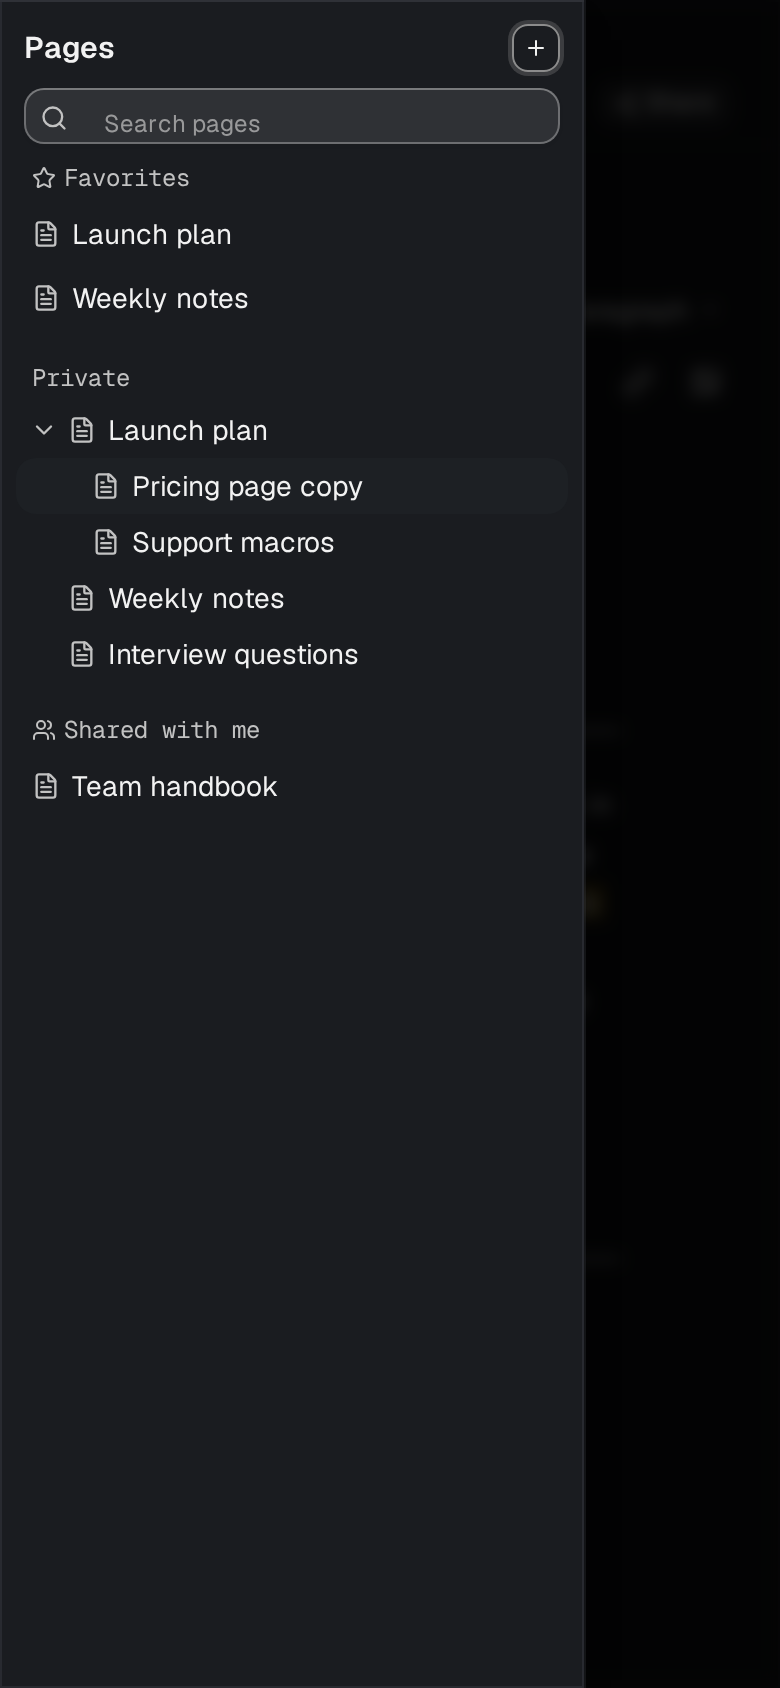 Pages
Search pages
Favorites
Launch plan
Weekly notes
Private
Launch plan
Pricing page copy
Support macros
Weekly notes
Interview questions
Shared with me
Team handbook